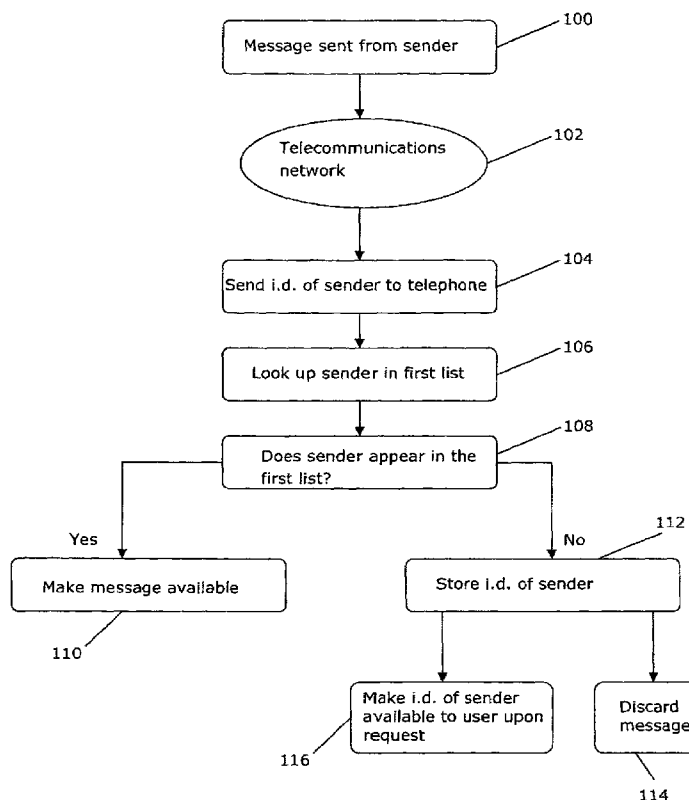 100
Message sent from sender
102
Telecommunications
network
104
Send i.d. of sender to telephone
106
Look up sender in first list
108
Does sender appear in the
first list?
Yes
No
112
Make message available
Store i.d. of sender
110
Make i.d. of sender
available to user upon
request
Discard
message
116
114